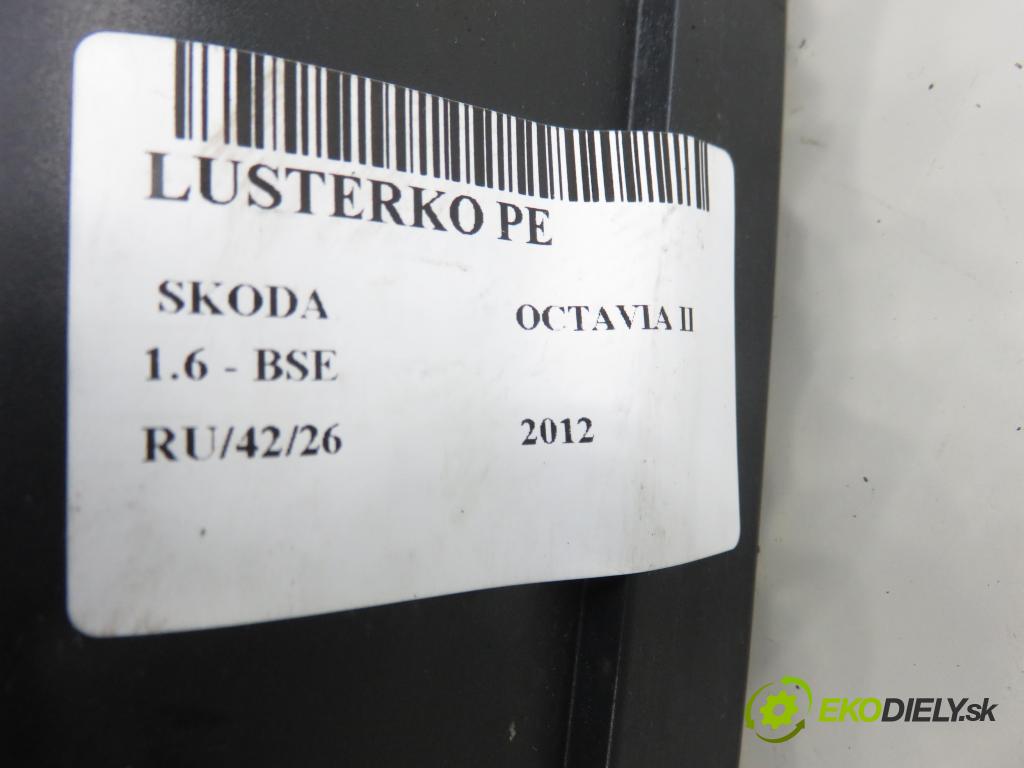 LUSTERKO PE
SKODA OCTAVIA II
1.6 - BSE
RU/42/26 2012
EKODIELY.sk